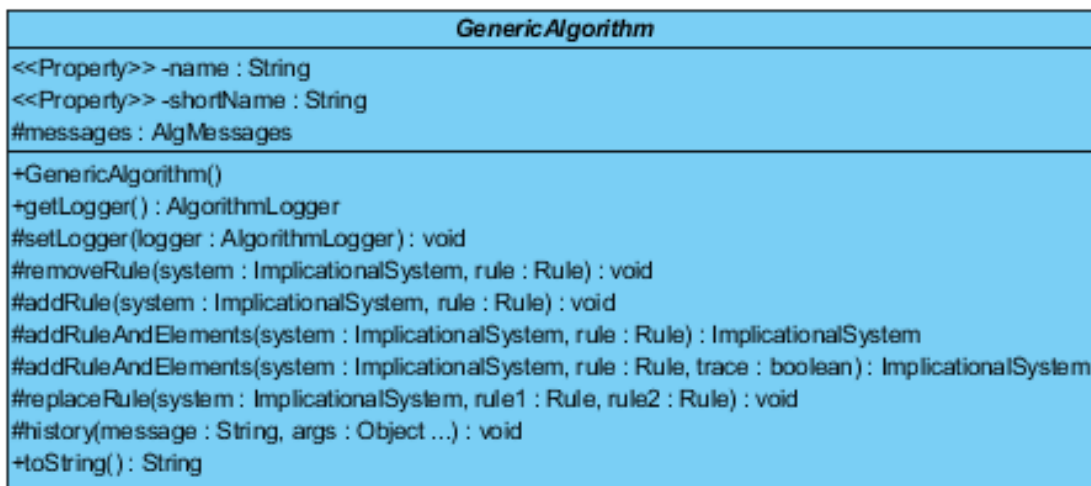 GenericAlgorithm
<<Property>> -name : String
<<Property>> -shortName : String
#messages : AlgMessages
+GenericAlgorithm()
+getLogger() : AlgorithmLogger
#setLogger(logger : AlgorithmLogger) : void
#removeRule(system : ImplicationalSystem, rule : Rule) : void
#addRule(system : ImplicationalSystem, rule : Rule) : void
#addRuleAndElements(system : ImplicationalSystem, rule : Rule) : ImplicationalSystem
#addRuleAndElements(system : ImplicationalSystem, rule : Rule, trace : boolean) : ImplicationalSystem
#replaceRule(system : ImplicationalSystem, rule1 : Rule, rule2 : Rule) : void
#history(message : String, args : Object ...) : void
+toString() : String